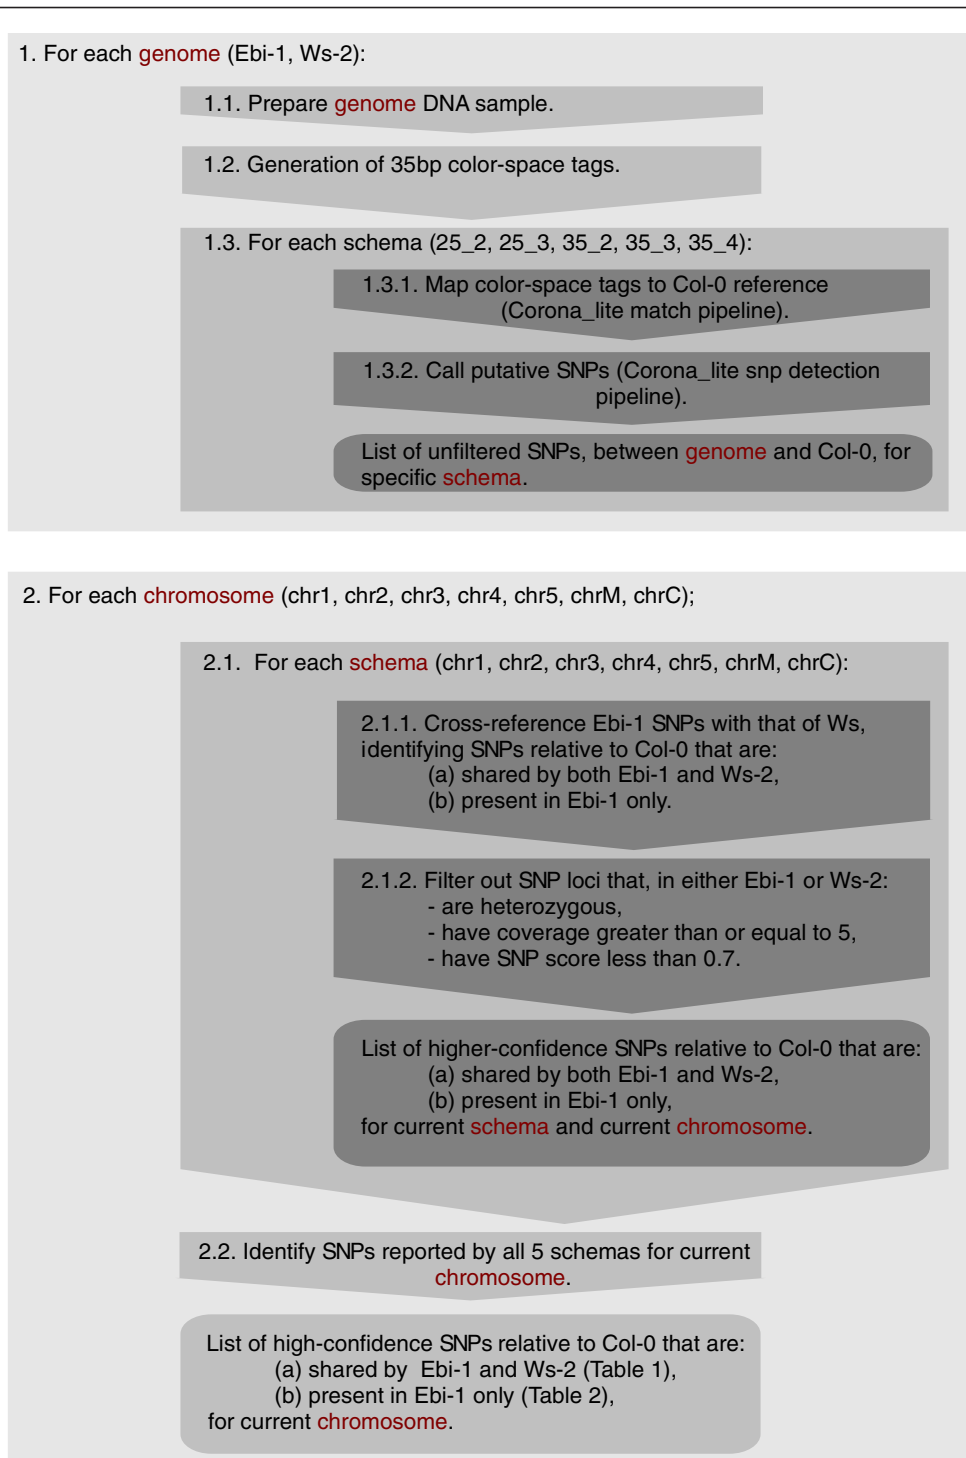 1. For each genome (Ebi-1, Ws-2):
1.1. Prepare genome DNA sample.
1.2. Generation of 35bp color-space tags.
1.3. For each schema (25_2, 25_3, 35_2, 35_3, 35_4):
1.3.1. Map color-space tags to Col-0 reference
(Corona_lite match pipeline).
1.3.2. Call putative SNPs (Corona_lite snp detection
pipeline).
List of unfiltered SNPs, between genome and Col-0, for
specific schema.
2. For each chromosome (chr1, chr2, chr3, chr4, chr5, chrM, chrC);
2.1. For each schema (chr1, chr2, chr3, chr4, chr5, chrM, chrC):
2.1.1. Cross-reference Ebi-1 SNPs with that of Ws,
identifying SNPs relative to Col-0 that are:
(a) shared by both Ebi-1 and Ws-2,
(b) present in Ebi-1 only.
2.1.2. Filter out SNP loci that, in either Ebi-1 or Ws-2:
- are heterozygous,
- have coverage greater than or equal to 5,
- have SNP score less than 0.7.
List of higher-confidence SNPs relative to Col-0 that are:
(a) shared by both Ebi-1 and Ws-2,
(b) present in Ebi-1 only,
for current schema and current chromosome.
2.2. Identify SNPs reported by all 5 schemas for current
chromosome.
List of high-confidence SNPs relative to Col-0 that are:
(a) shared by Ebi-1 and Ws-2 (Table 1),
(b) present in Ebi-1 only (Table 2),
for current chromosome.